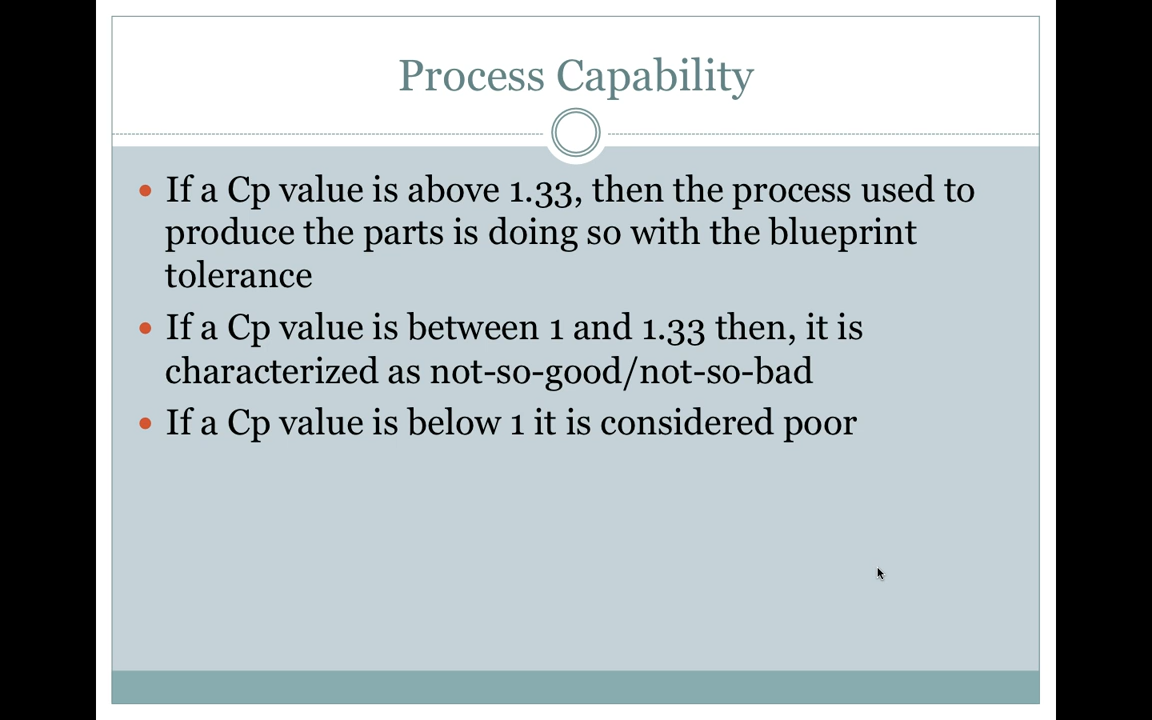 Process Capability
• If a Cp value is above 1.33, then the process used to
produce the parts is doing so with the blueprint
tolerance
• If a Cp value is between 1 and 1.33 then, it is
characterized as not-so-good/not-so-bad
• If a Cp value is below 1 it is considered poor